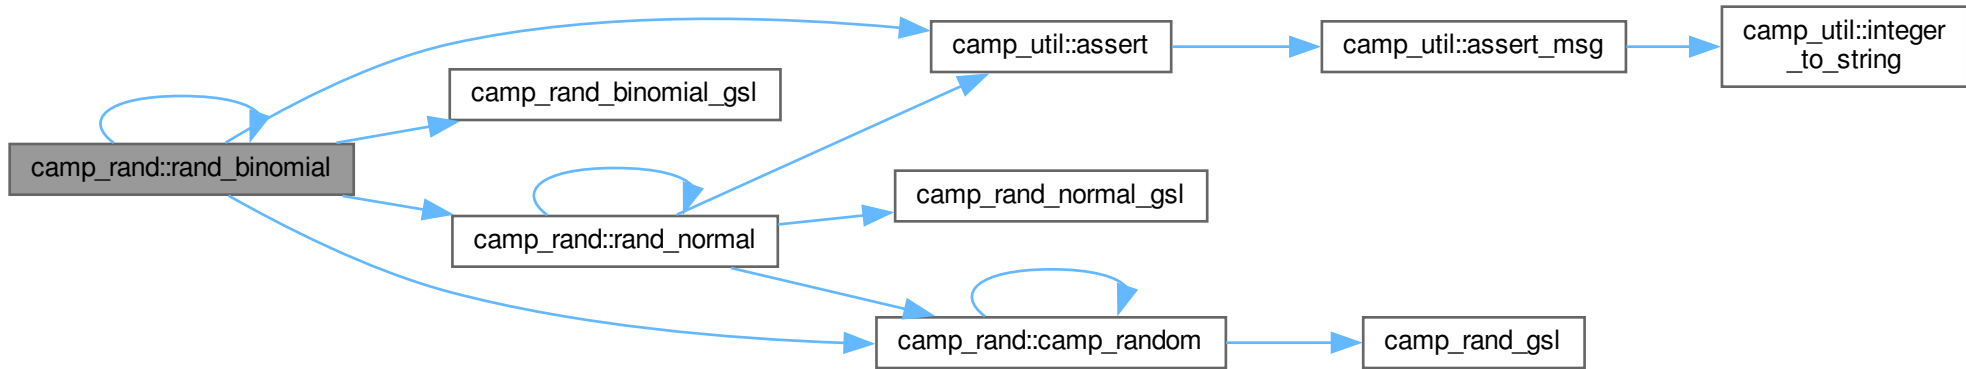 camp_rand::rand_binomial
camp_rand_binomial_gsl
camp_rand::rand_normal
camp_util::assert
camp_rand_normal_gsl
camp_rand::camp_random
camp_util::assert_msg
camp_rand_gsl
camp_util::integer
_to_string